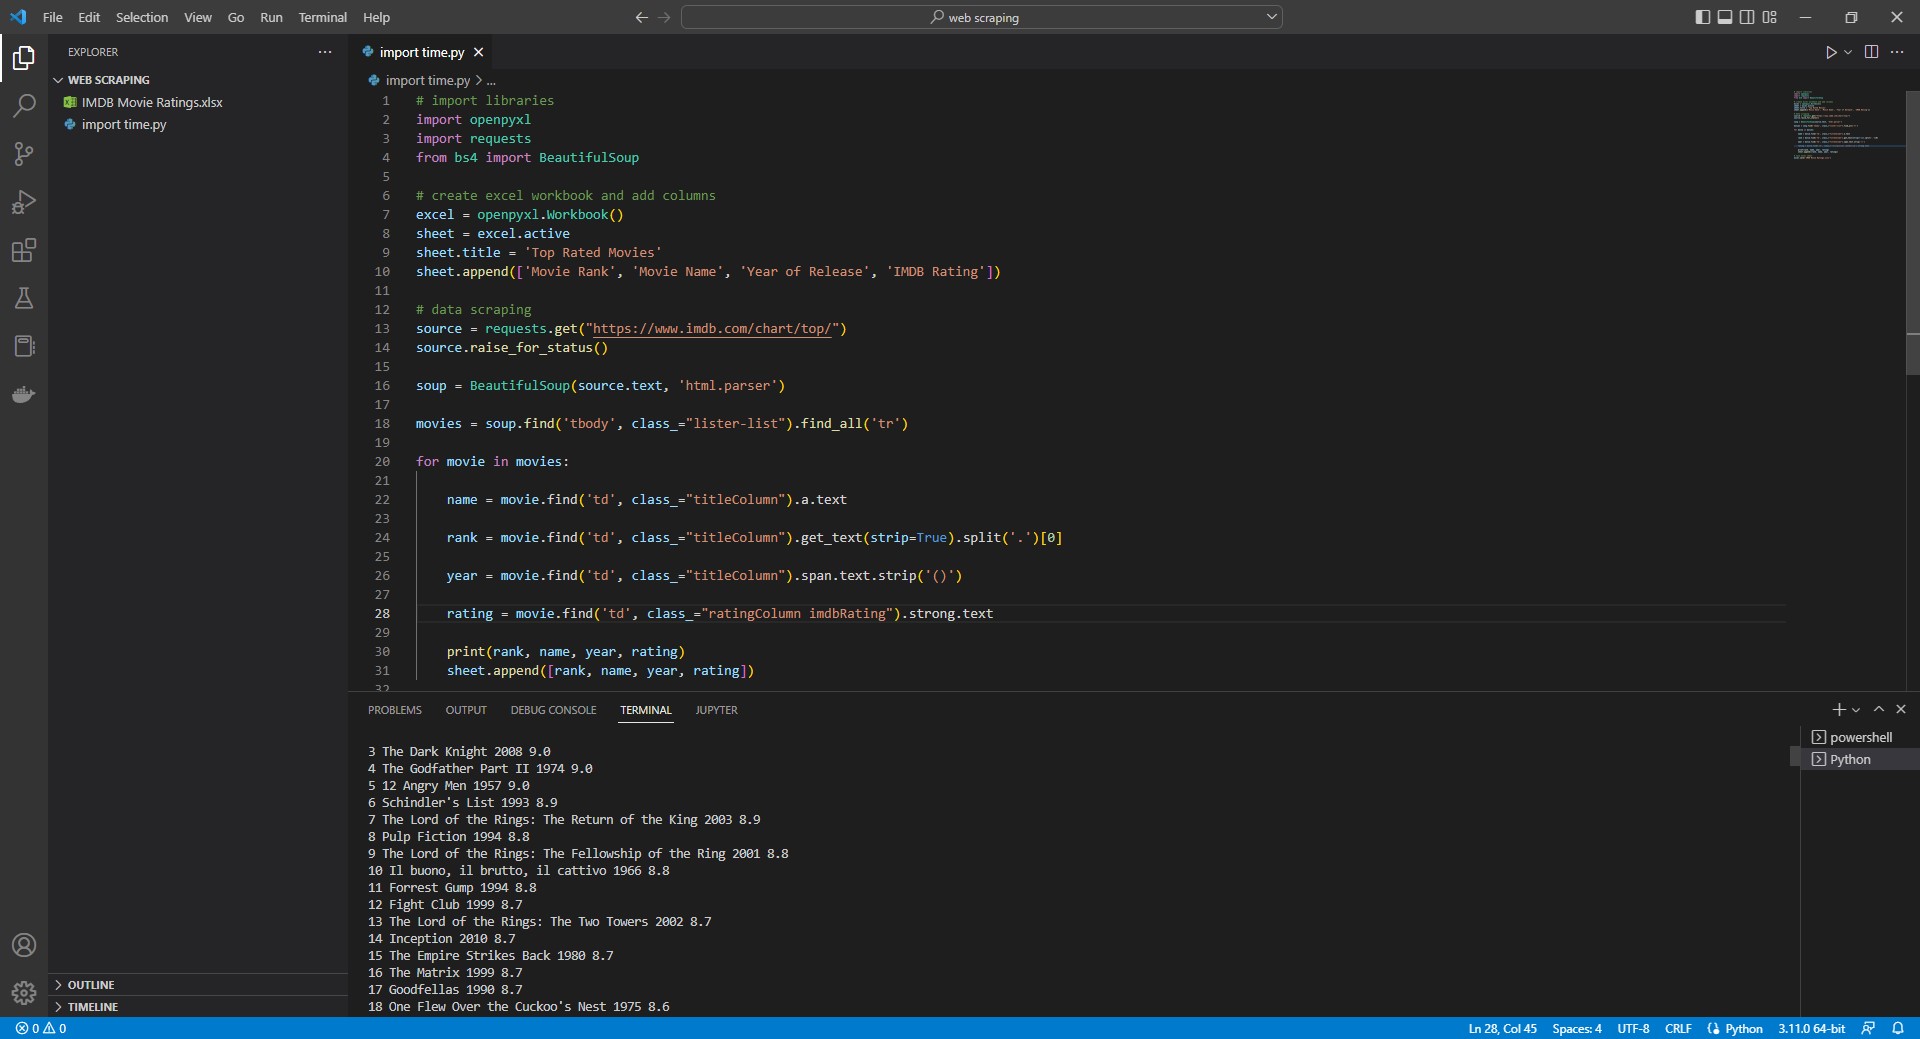 File Edit Selection View Go Run Terminal Help
web scraping
EXPLORER
WEB SCRAPING
IMDB Movie Ratings.xlsx
import time.py
OUTLINE
TIMELINE
import time.py
import time.py > ...
1 # import libraries
2 import openpyxl
3 import requests
4 from bs4 import BeautifulSoup
5
6 # create excel workbook and add columns
7 excel = openpyxl.Workbook()
8 sheet = excel.active
9 sheet.title = 'Top Rated Movies'
10 sheet.append(['Movie Rank', 'Movie Name', 'Year of Release', 'IMDB Rating'])
11
12 # data scraping
13 source = requests.get("https://www.imdb.com/chart/top/")
14 source.raise_for_status()
15
16 soup = BeautifulSoup(source.text, 'html.parser')
17
18 movies = soup.find('tbody', class_="lister-list").find_all('tr')
19
20 for movie in movies:
21
22 name = movie.find('td', class_="titleColumn").a.text
23
24 rank = movie.find('td', class_="titleColumn").get_text(strip=True).split('.')[0]
25
26 year = movie.find('td', class_="titleColumn").span.text.strip('()')
27
28 rating = movie.find('td', class_="ratingColumn imdbRating").strong.text
29
30 print(rank, name, year, rating)
31 sheet.append([rank, name, year, rating])
32
PROBLEMS OUTPUT DEBUG CONSOLE TERMINAL JUPYTER
3 The Dark Knight 2008 9.0
4 The Godfather Part II 1974 9.0
5 12 Angry Men 1957 9.0
6 Schindler's List 1993 8.9
7 The Lord of the Rings: The Return of the King 2003 8.9
8 Pulp Fiction 1994 8.8
9 The Lord of the Rings: The Fellowship of the Ring 2001 8.8
10 Il buono, il brutto, il cattivo 1966 8.8
11 Forrest Gump 1994 8.8
12 Fight Club 1999 8.7
13 The Lord of the Rings: The Two Towers 2002 8.7
14 Inception 2010 8.7
15 The Empire Strikes Back 1980 8.7
16 The Matrix 1999 8.7
17 Goodfellas 1990 8.7
18 One Flew Over the Cuckoo's Nest 1975 8.6
powershell
Python
0 0
Ln 28, Col 45 Spaces: 4 UTF-8 CRLF Python 3.11.0 64-bit